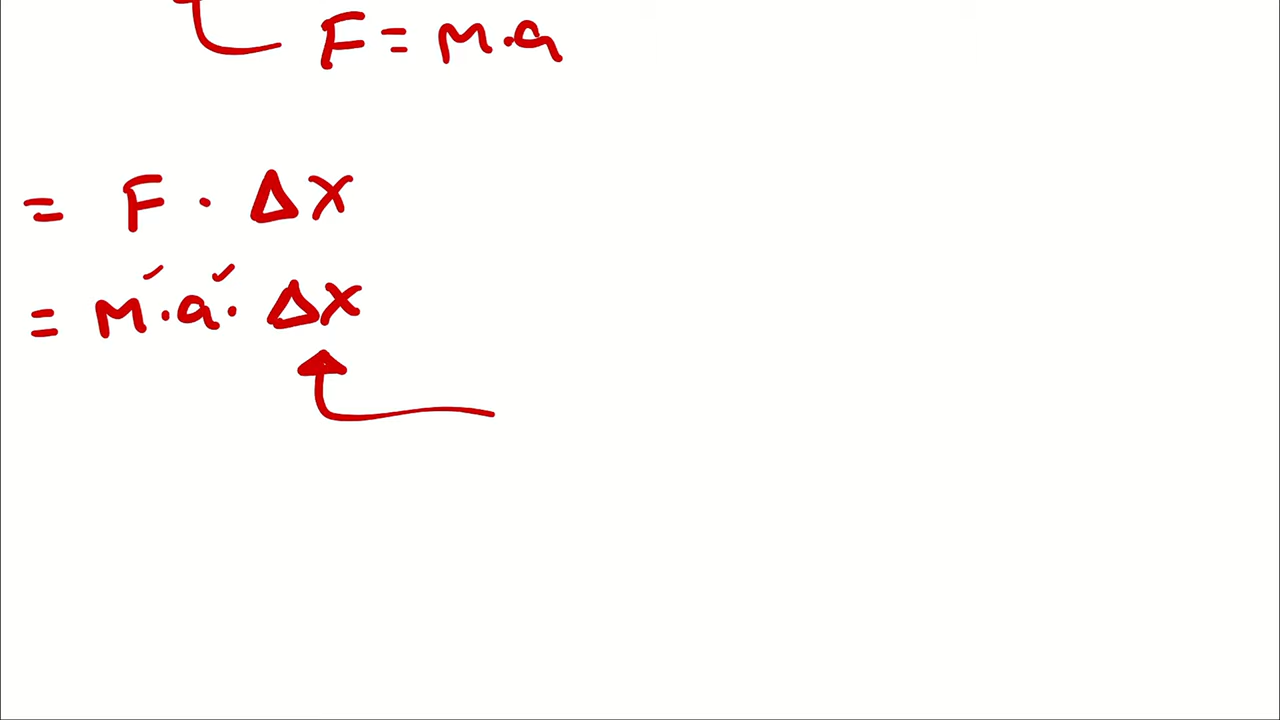 F = m.a
= F . Δx
= m.a. Δx